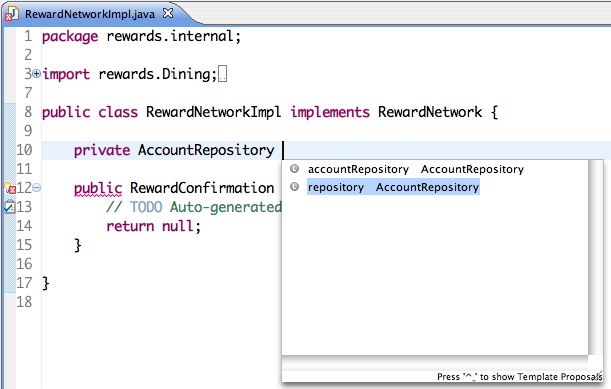 RewardNetworkImpl.java
1 package rewards.internal;
2
3 import rewards.Dining;
7
8 public class RewardNetworkImpl implements RewardNetwork {
9
10 private AccountRepository
11
accountRepository AccountRepository
12 public RewardConfirmation
repository AccountRepository
13 // TODO Auto-generated
14 return null;
15 }
16
17 }
18
Press '^␣' to show Template Proposals